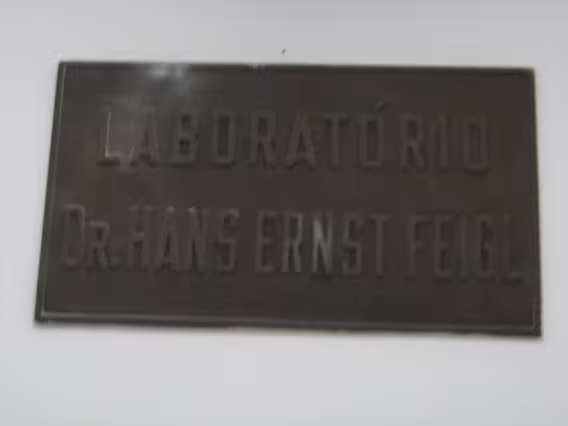 LABORATÓRIO
DR. HANS ERNST FEIGL